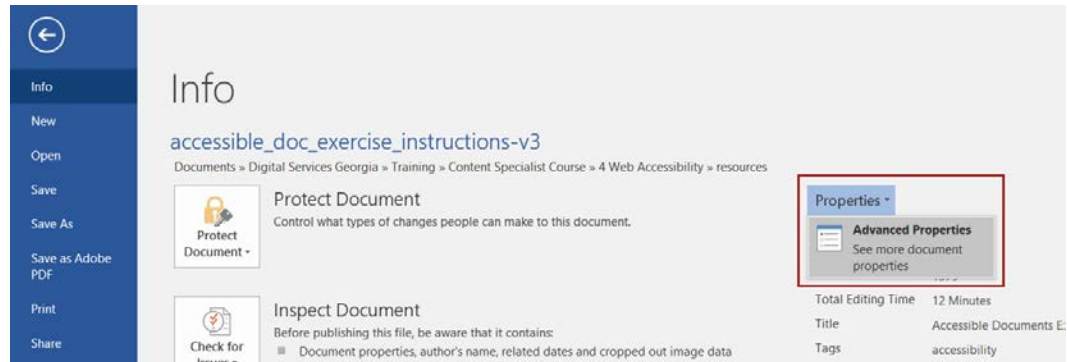 Info
New
Open
Save
Save As
Save as Adobe
PDF
Print
Share
Info
accessible_doc_exercise_instructions-v3
Documents » Digital Services Georgia » Training » Content Specialist Course » 4 Web Accessibility » resources
Protect
Document
Protect Document
Control what types of changes people can make to this document.
Check for
Inspect Document
Before publishing this file, be aware that it contains:
Document properties, author's name, related dates and cropped out image data
Properties
Advanced Properties
See more document
properties
Total Editing Time 12 Minutes
Title Accessible Documents
Tags accessibility